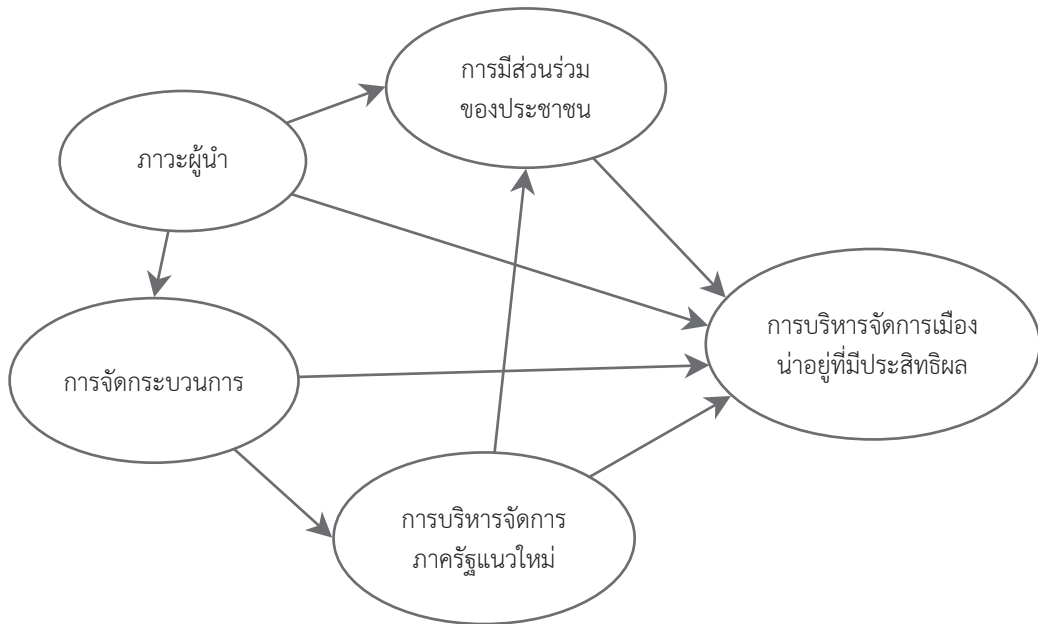 การมีส่วนร่วม
ของประชาชน
ภาวะผู้นำ
การบริหารจัดการเมือง
น่าอยู่ที่มีประสิทธิผล
การจัดกระบวนการ
การบริหารจัดการ
ภาครัฐแนวใหม่